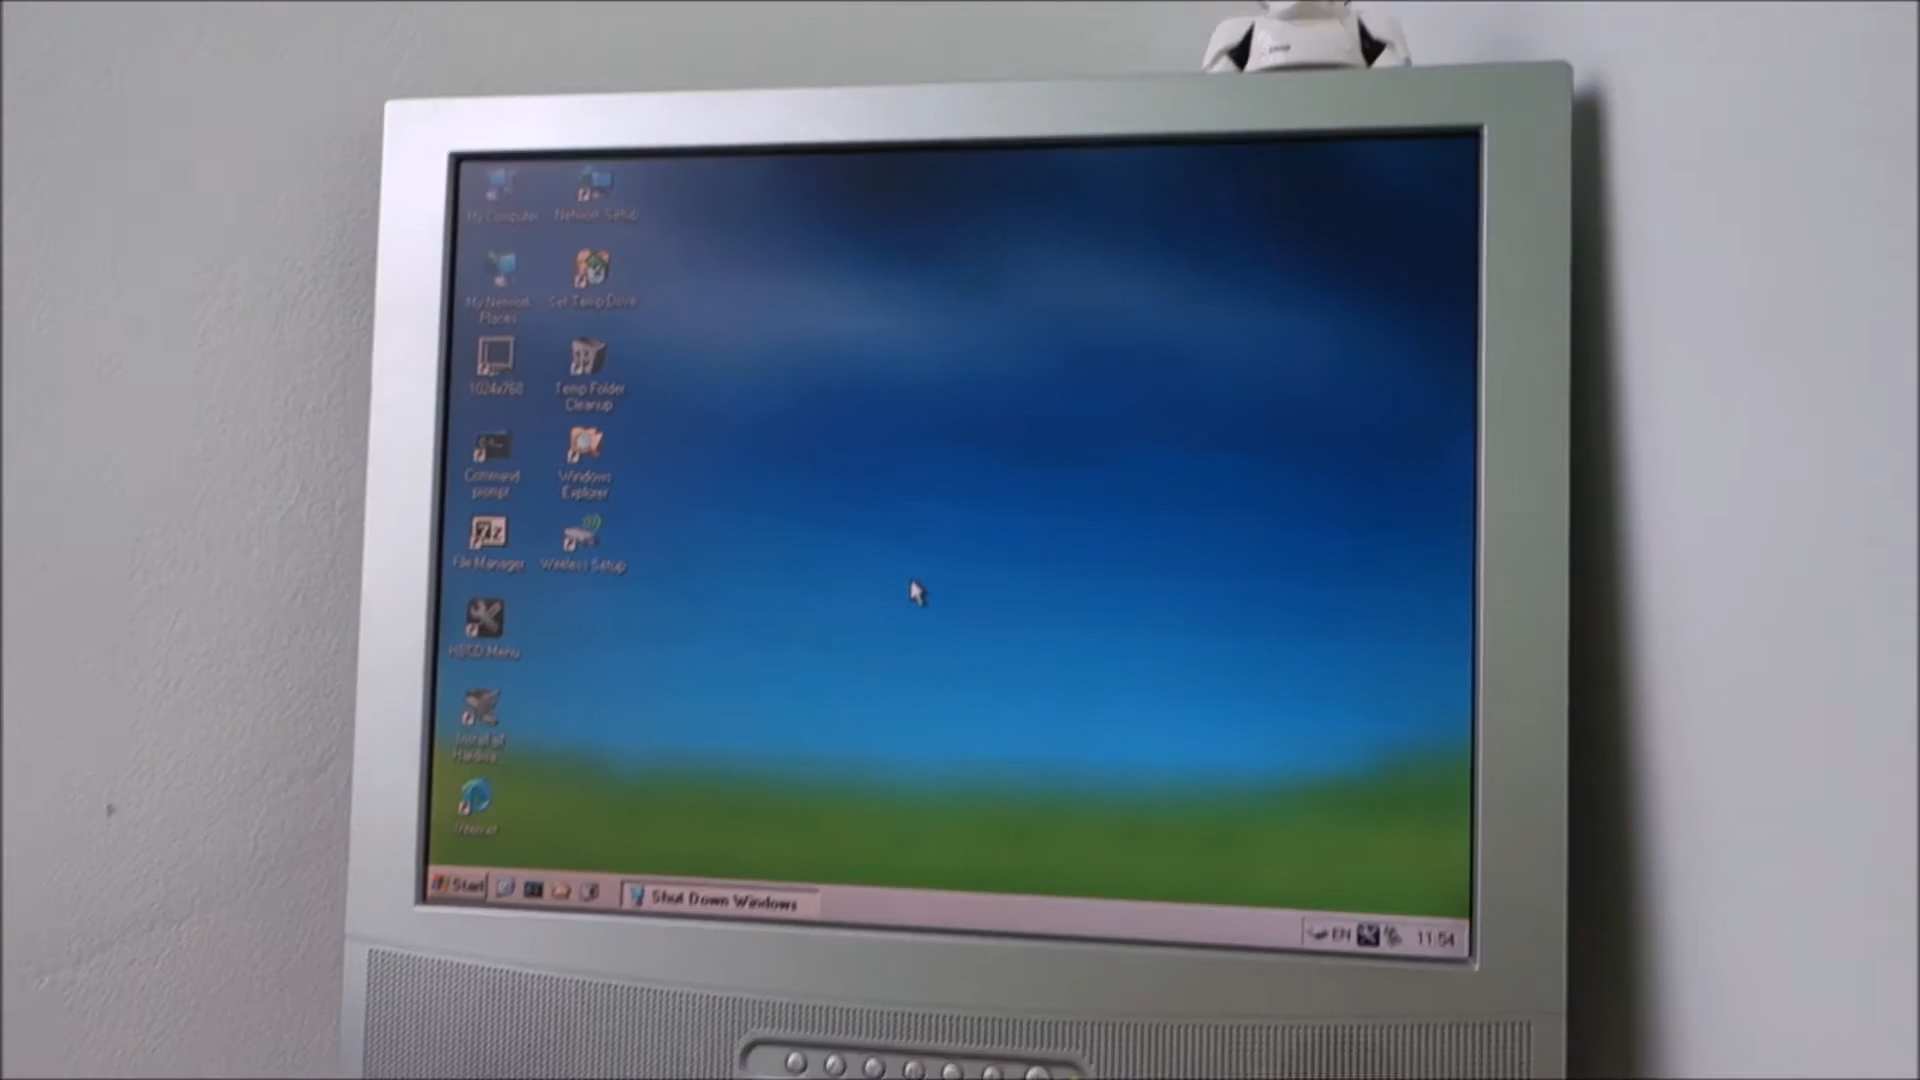 My Computer
Network Setup
My Network
Places
Set Temp Drive
1024x768
Temp Folder
Cleanup
Command
prompt
Windows
Explorer
File Manager
Wireless Setup
HBCD Menu
Hardwa...
Internet
Start
Shut Down Windows
EN
11:54